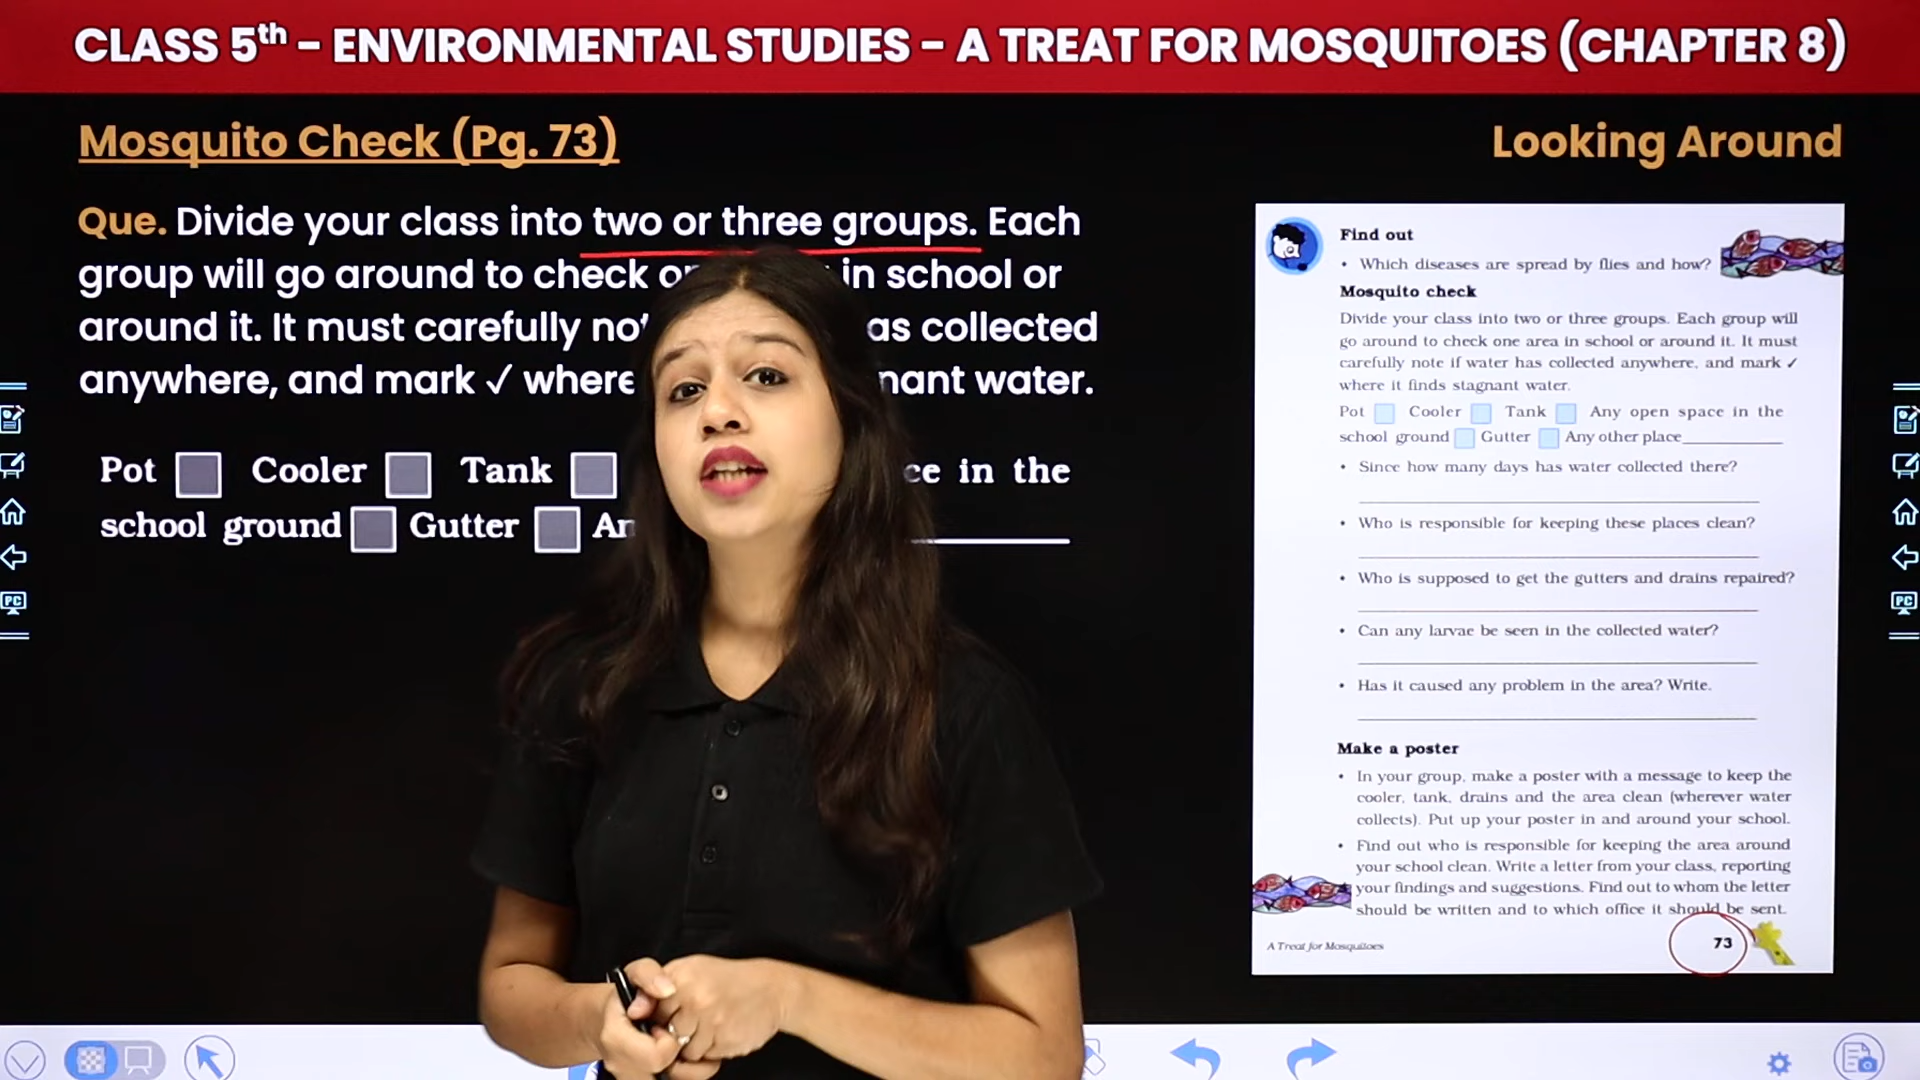 CLASS 5th – ENVIRONMENTAL STUDIES – A TREAT FOR MOSQUITOES (CHAPTER 8)
Mosquito Check (Pg. 73)
Looking Around
Que. Divide your class into two or three groups. Each
group will go around to check in school or
around it. It must carefully as collected
anywhere, and mark ✓ where water.
Pot Cooler Tank in the
school ground Gutter
Find out
• Which diseases are spread by flies and how?
Mosquito check
Divide your class into two or three groups. Each group will
go around to check one area in school or around it. It must
carefully note if water has collected anywhere, and mark ✓
where it finds stagnant water.
Pot Cooler Tank Any open space in the
school ground Gutter Any other place
• Since how many days has water collected there?
• Who is responsible for keeping these places clean?
• Who is supposed to get the gutters and drains repaired?
• Can any larvae be seen in the collected water?
• Has it caused any problem in the area? Write.
Make a poster
• In your group, make a poster with a message to keep the
cooler, tank, drains and the area clean (wherever water
collects). Put up your poster in and around your school.
• Find out who is responsible for keeping the area around
your school clean. Write a letter from your class, reporting
your findings and suggestions. Find out to whom the letter
should be written and to which office it should be sent.
A Treat for Mosquitoes
73
PC
PC